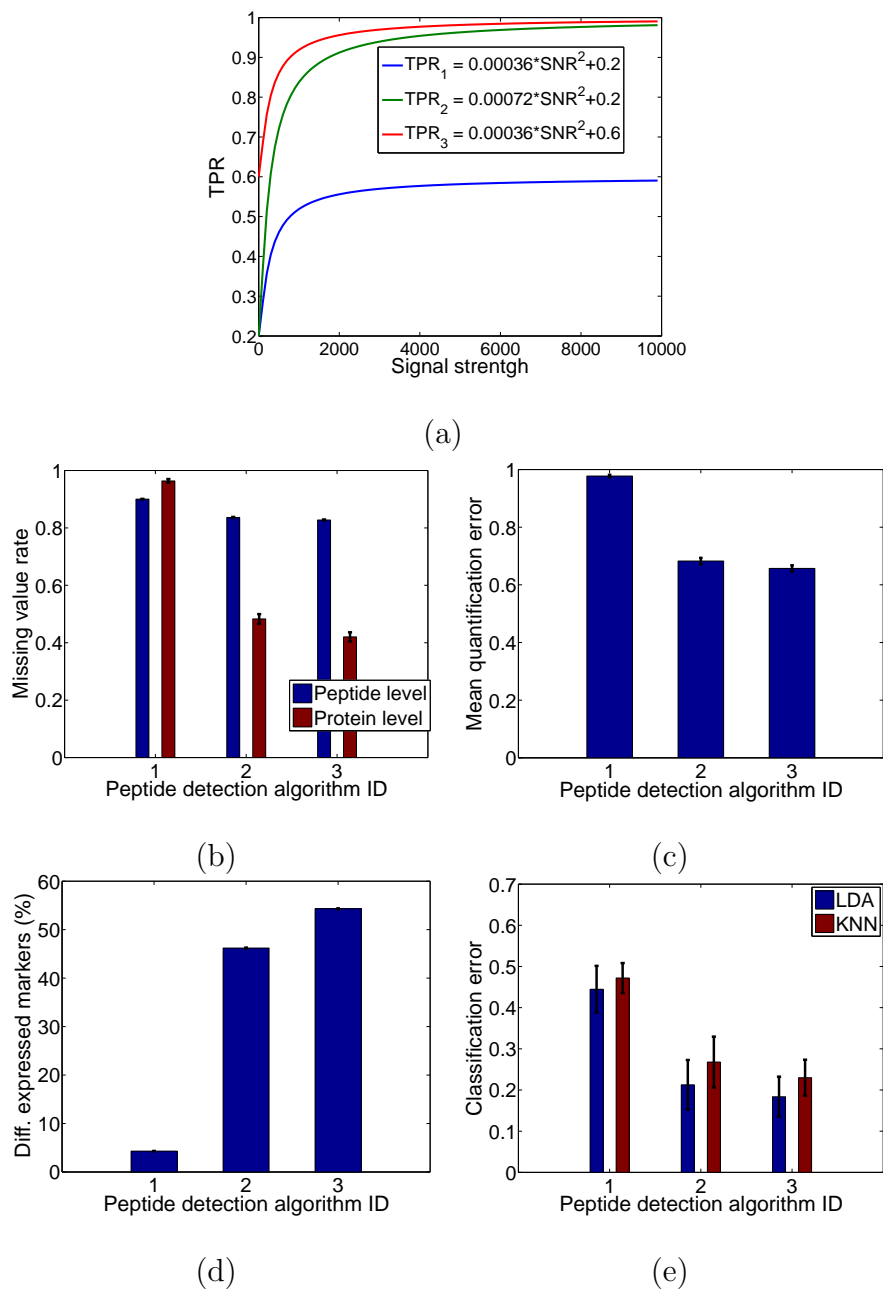 1
0.9
0.8
0.7
0.6
0.5
0.4
0.3
0.2
TPR
TPR1 = 0.00036*SNR^2+0.2
TPR2 = 0.00072*SNR^2+0.2
TPR3 = 0.00036*SNR^2+0.6
0 2000 4000 6000 8000 10000
Signal strentgh
(a)
1
0.8
0.6
0.4
0.2
0
Missing value rate
Peptide level
Protein level
1 2 3
Peptide detection algorithm ID
(b)
1
0.8
0.6
0.4
0.2
0
Mean quantification error
1 2 3
Peptide detection algorithm ID
(c)
60
50
40
30
20
10
0
Diff. expressed markers (%)
1 2 3
Peptide detection algorithm ID
(d)
0.7
0.6
0.5
0.4
0.3
0.2
0.1
0
Classification error
LDA
KNN
1 2 3
Peptide detection algorithm ID
(e)